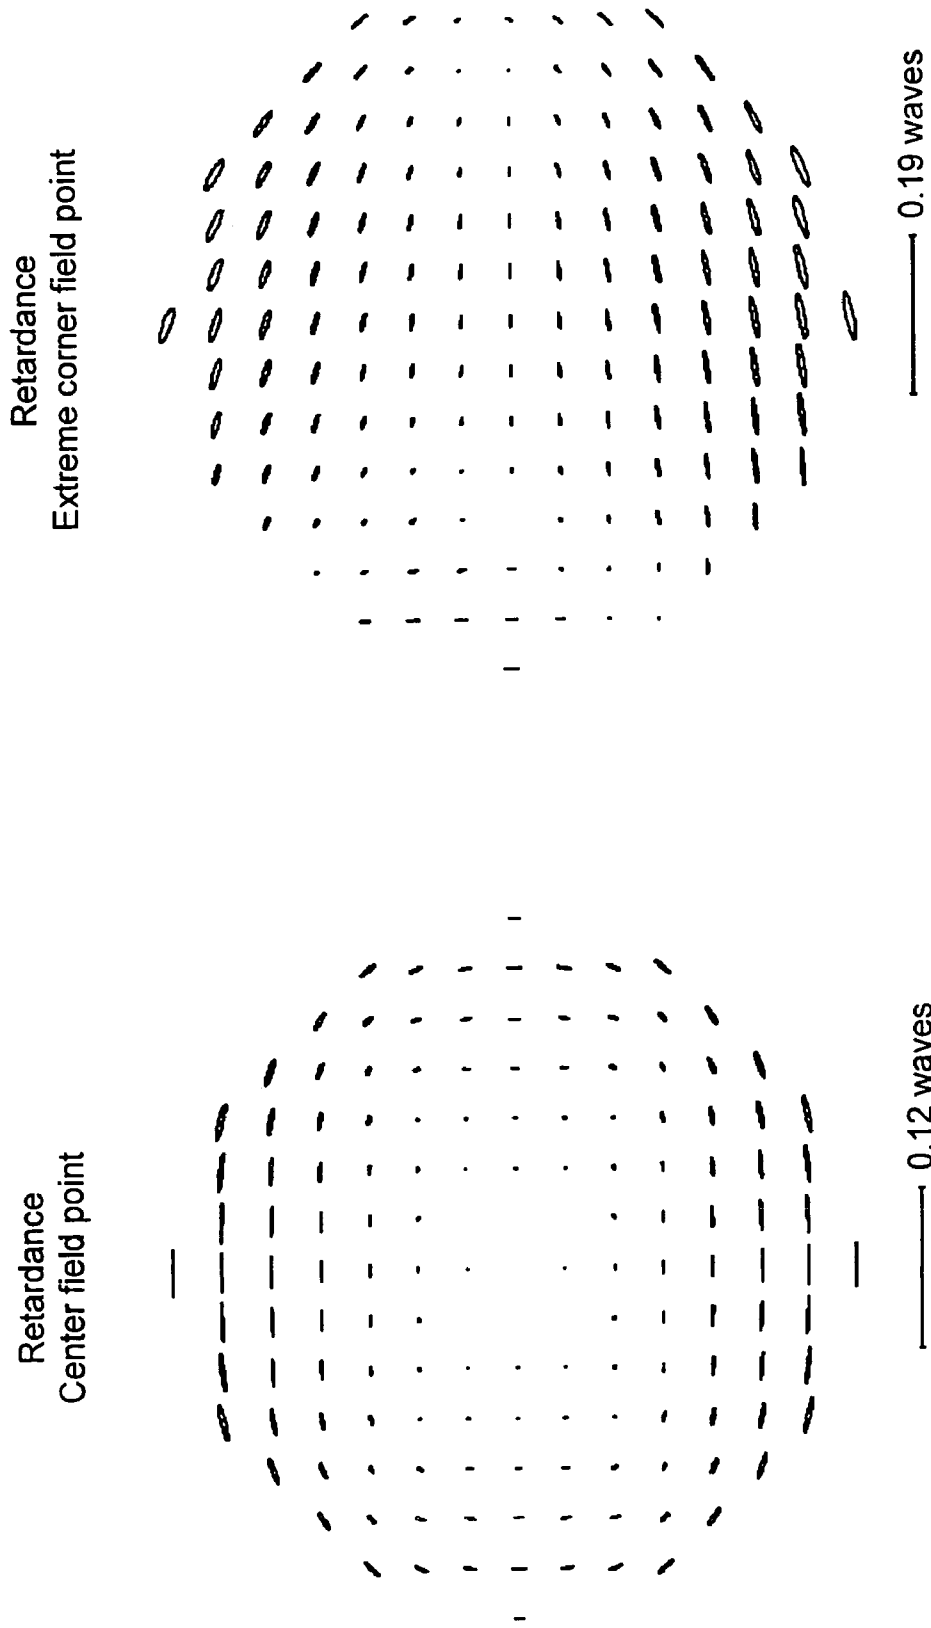 Retardance
Center field point
0.12 waves
Retardance
Extreme corner field point
0.19 waves